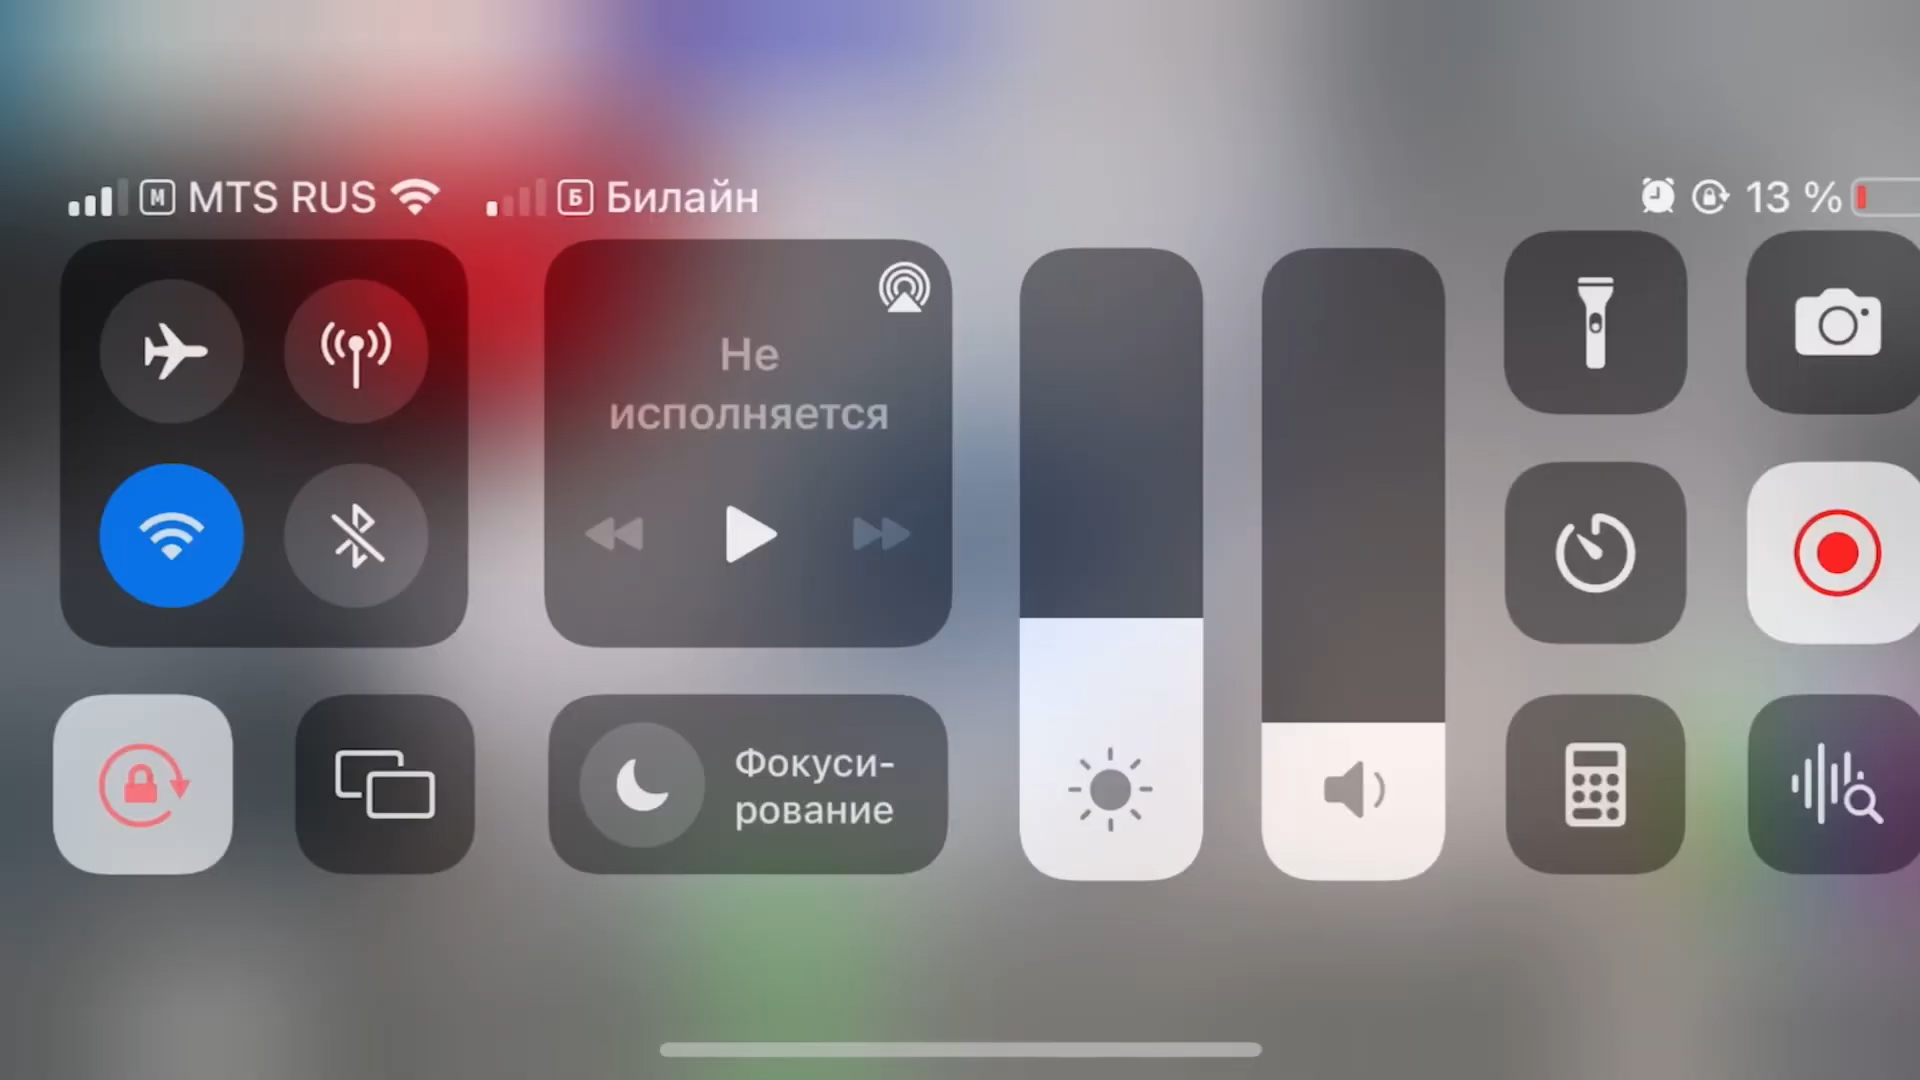 M MTS RUS Б Билайн 13 %
Не
исполняется
Фокуси-
рование